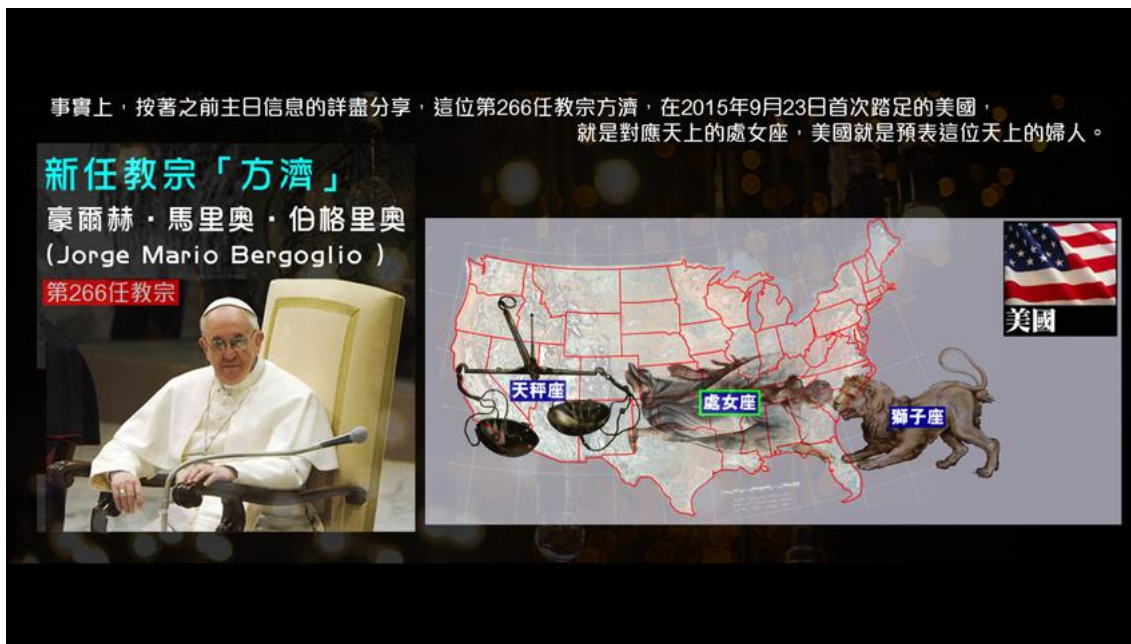 事實上，按著之前主日信息的詳盡分享，這位第266任教宗方濟，在2015年9月23日首次踏足的美國，
就是對應天上的處女座，美國就是預表這位天上的婦人。
新任教宗「方濟」
豪爾赫・馬里奧・伯格里奧
(Jorge Mario Bergoglio )
第266任教宗
美國
天秤座
處女座
獅子座